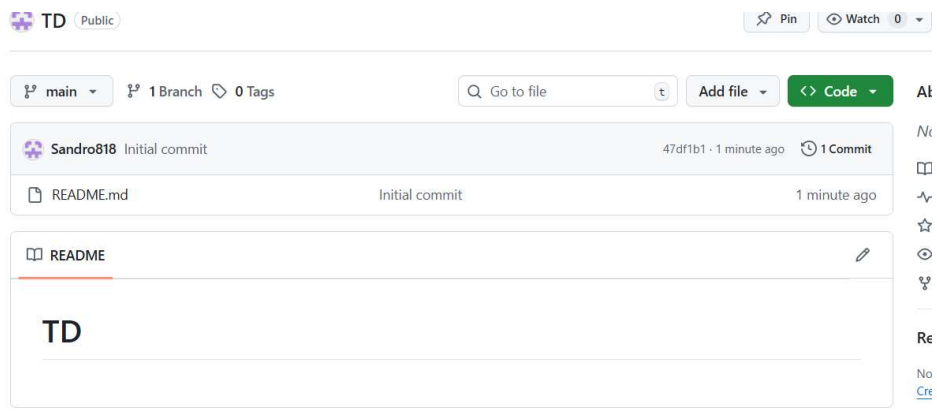 TD Public
Pin
Watch 0
main
1 Branch
0 Tags
Go to file
t
Add file
Code
Sandro818 Initial commit
47df1b1 · 1 minute ago
1 Commit
README.md
Initial commit
1 minute ago
README
TD